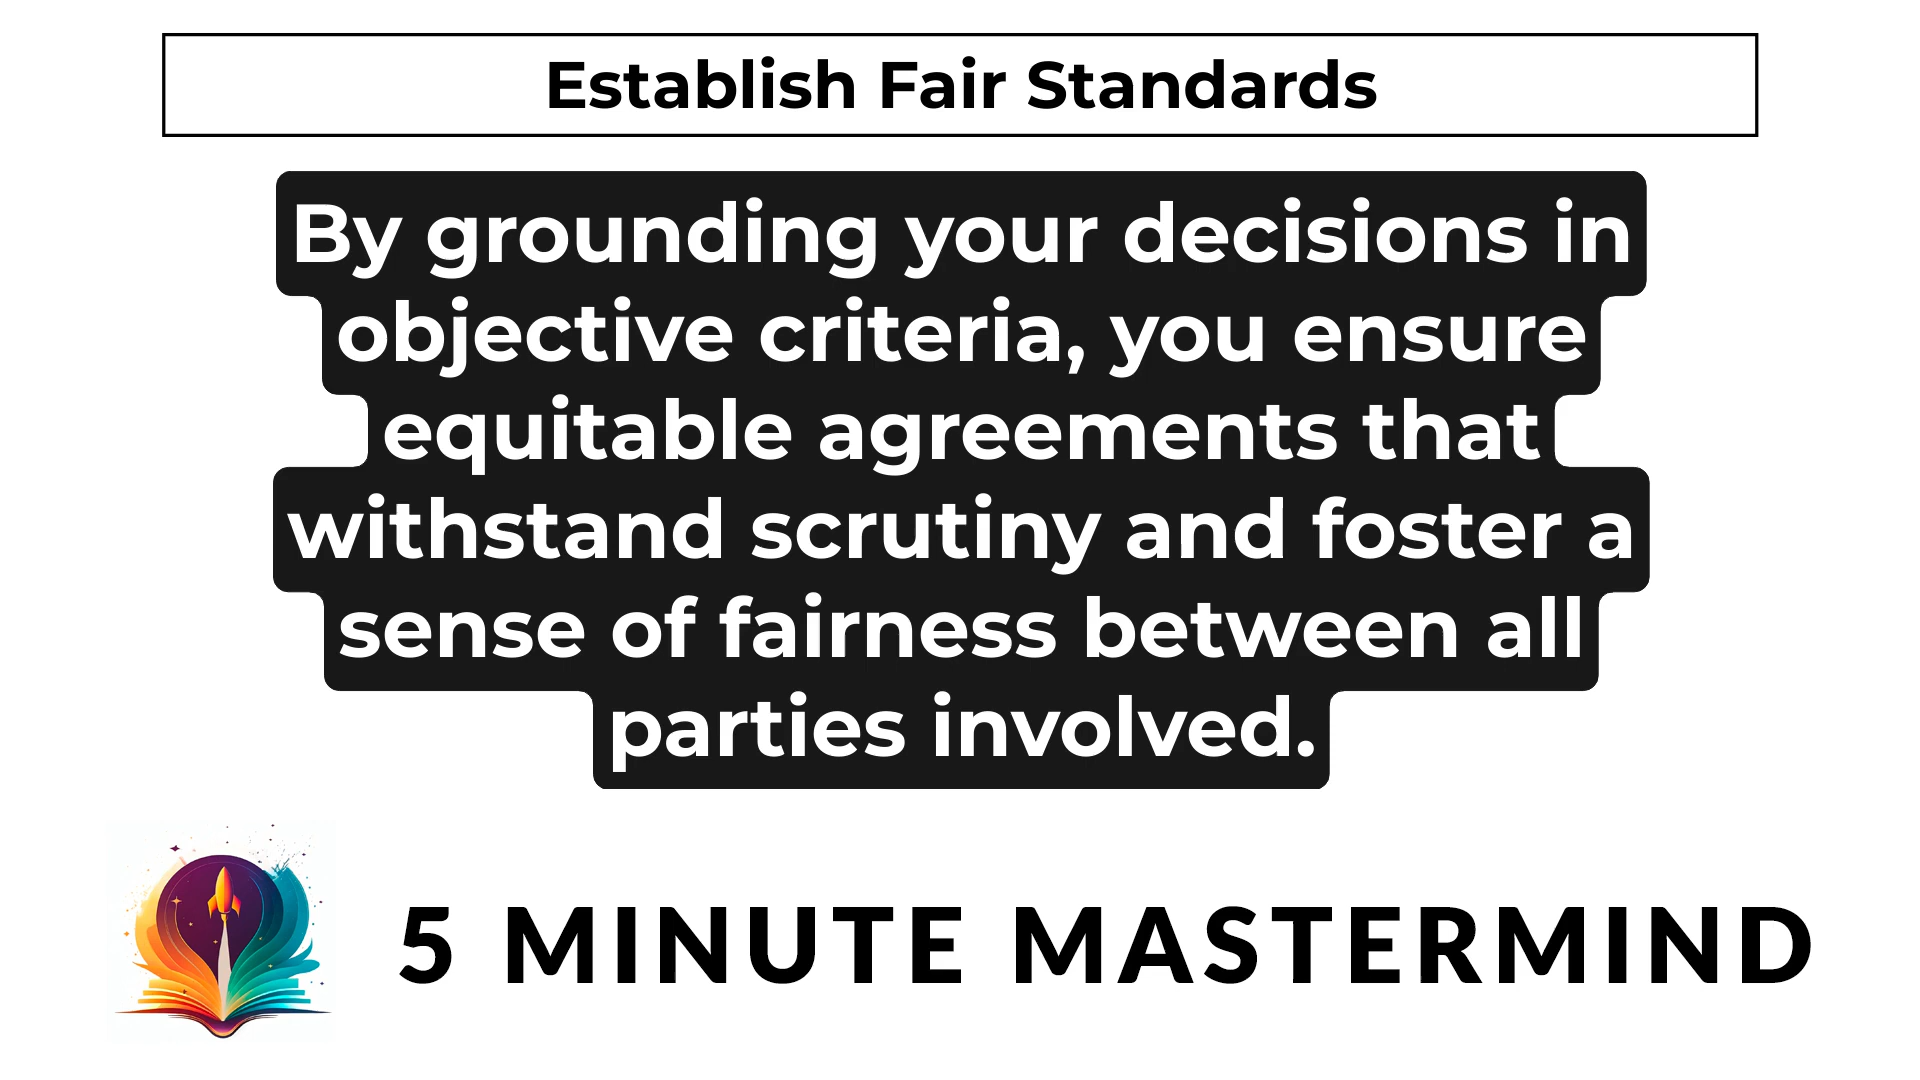 Establish Fair Standards
By grounding your decisions in
objective criteria, you ensure
equitable agreements that
withstand scrutiny and foster a
sense of fairness between all
parties involved.
5 MINUTE MASTERMIND